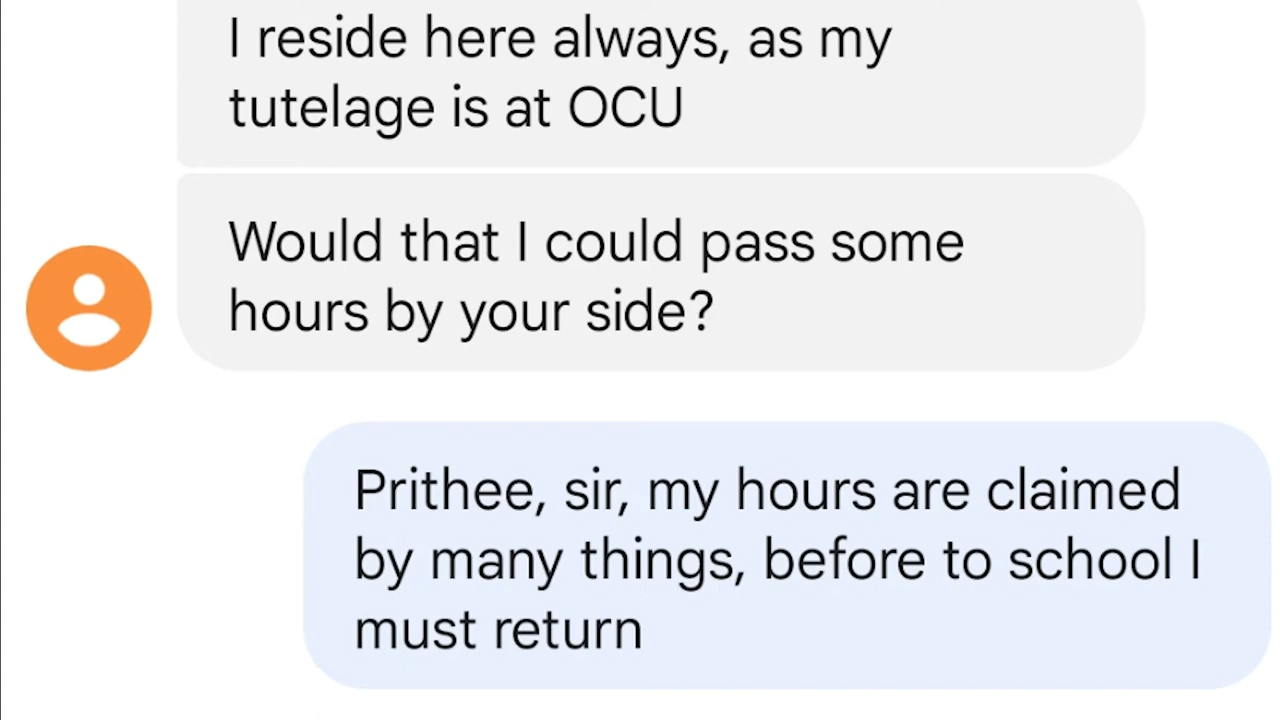 I reside here always, as my
tutelage is at OCU
Would that I could pass some
hours by your side?
Prithee, sir, my hours are claimed
by many things, before to school I
must return